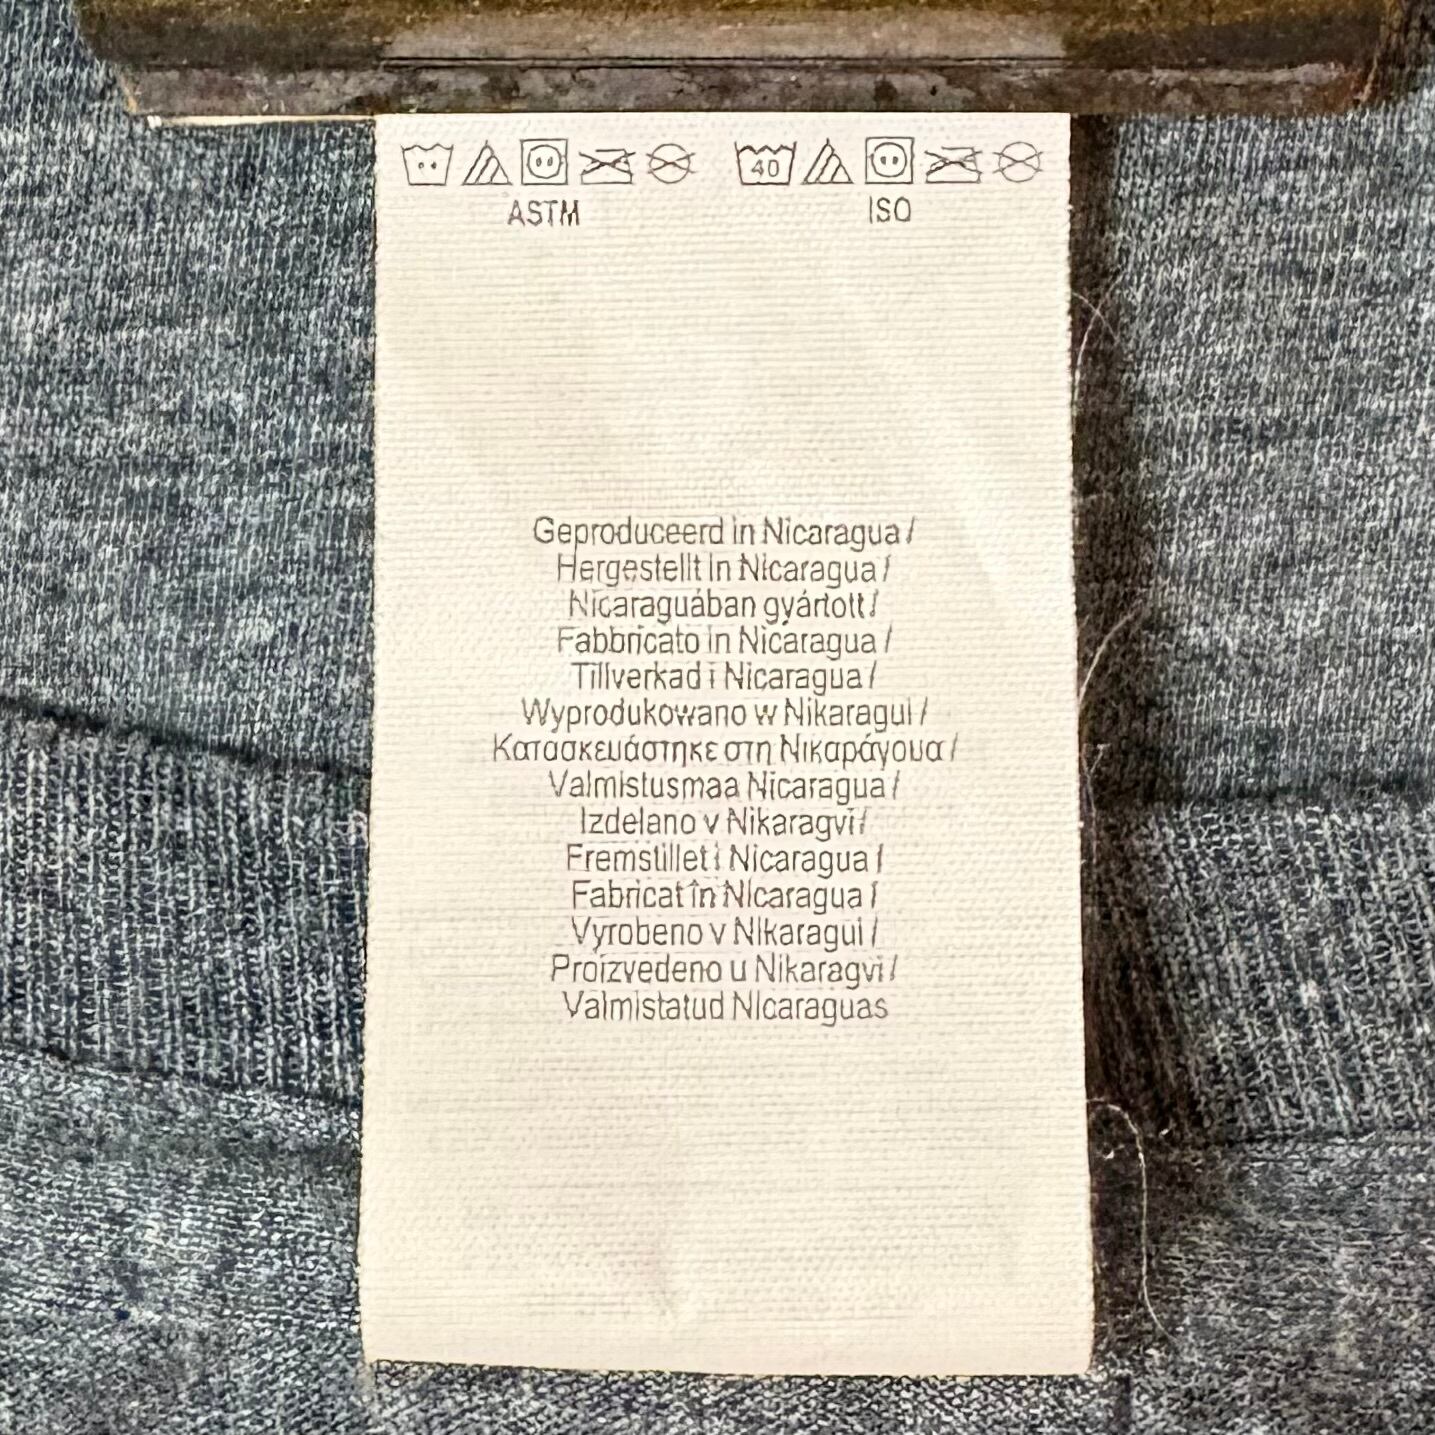 40
ASTM
ISO
Geproduceerd in Nicaragua /
Hergestellt in Nicaragua /
Nicaraguában gyártott /
Fabbricato in Nicaragua /
Tillverkad i Nicaragua /
Wyprodukowano w Nikaragui /
Κατασκευάστηκε στη Νικαράγουα /
Valmistusmaa Nicaragua /
Izdelano v Nikaragvi /
Fremstillet i Nicaragua /
Fabricat în Nicaragua /
Vyrobeno v Nikaragui /
Proizvedeno u Nikaragvi /
Valmistatud Nicaraguas